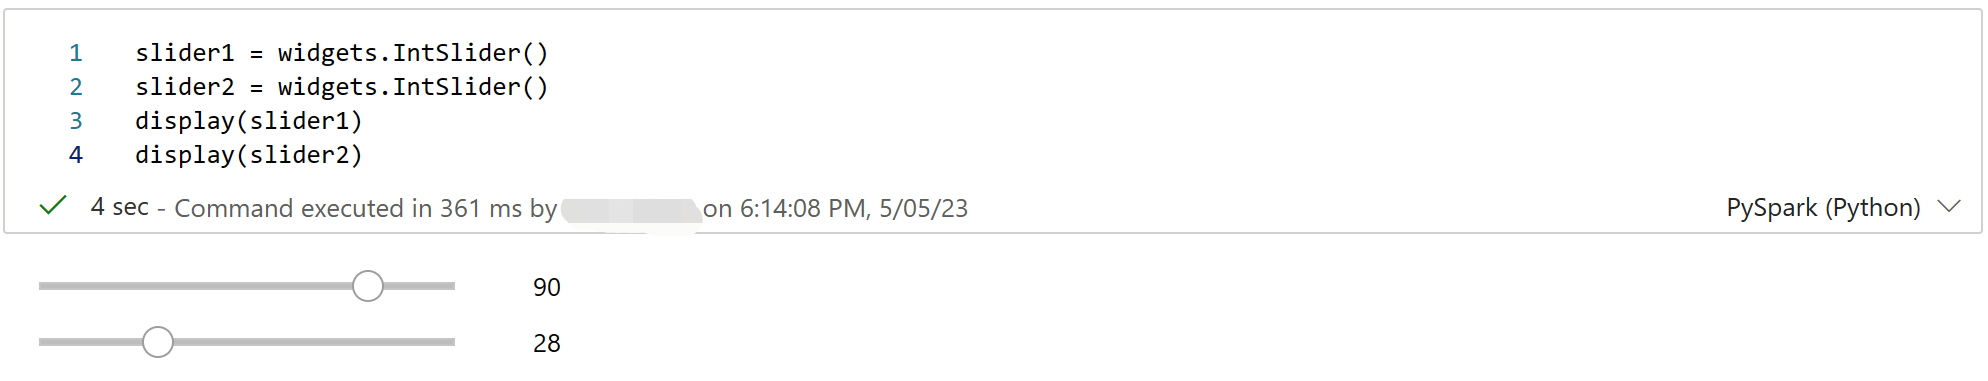 1 slider1 = widgets.IntSlider()
2 slider2 = widgets.IntSlider()
3 display(slider1)
4 display(slider2)
4 sec - Command executed in 361 ms by on 6:14:08 PM, 5/05/23
PySpark (Python)
90
28